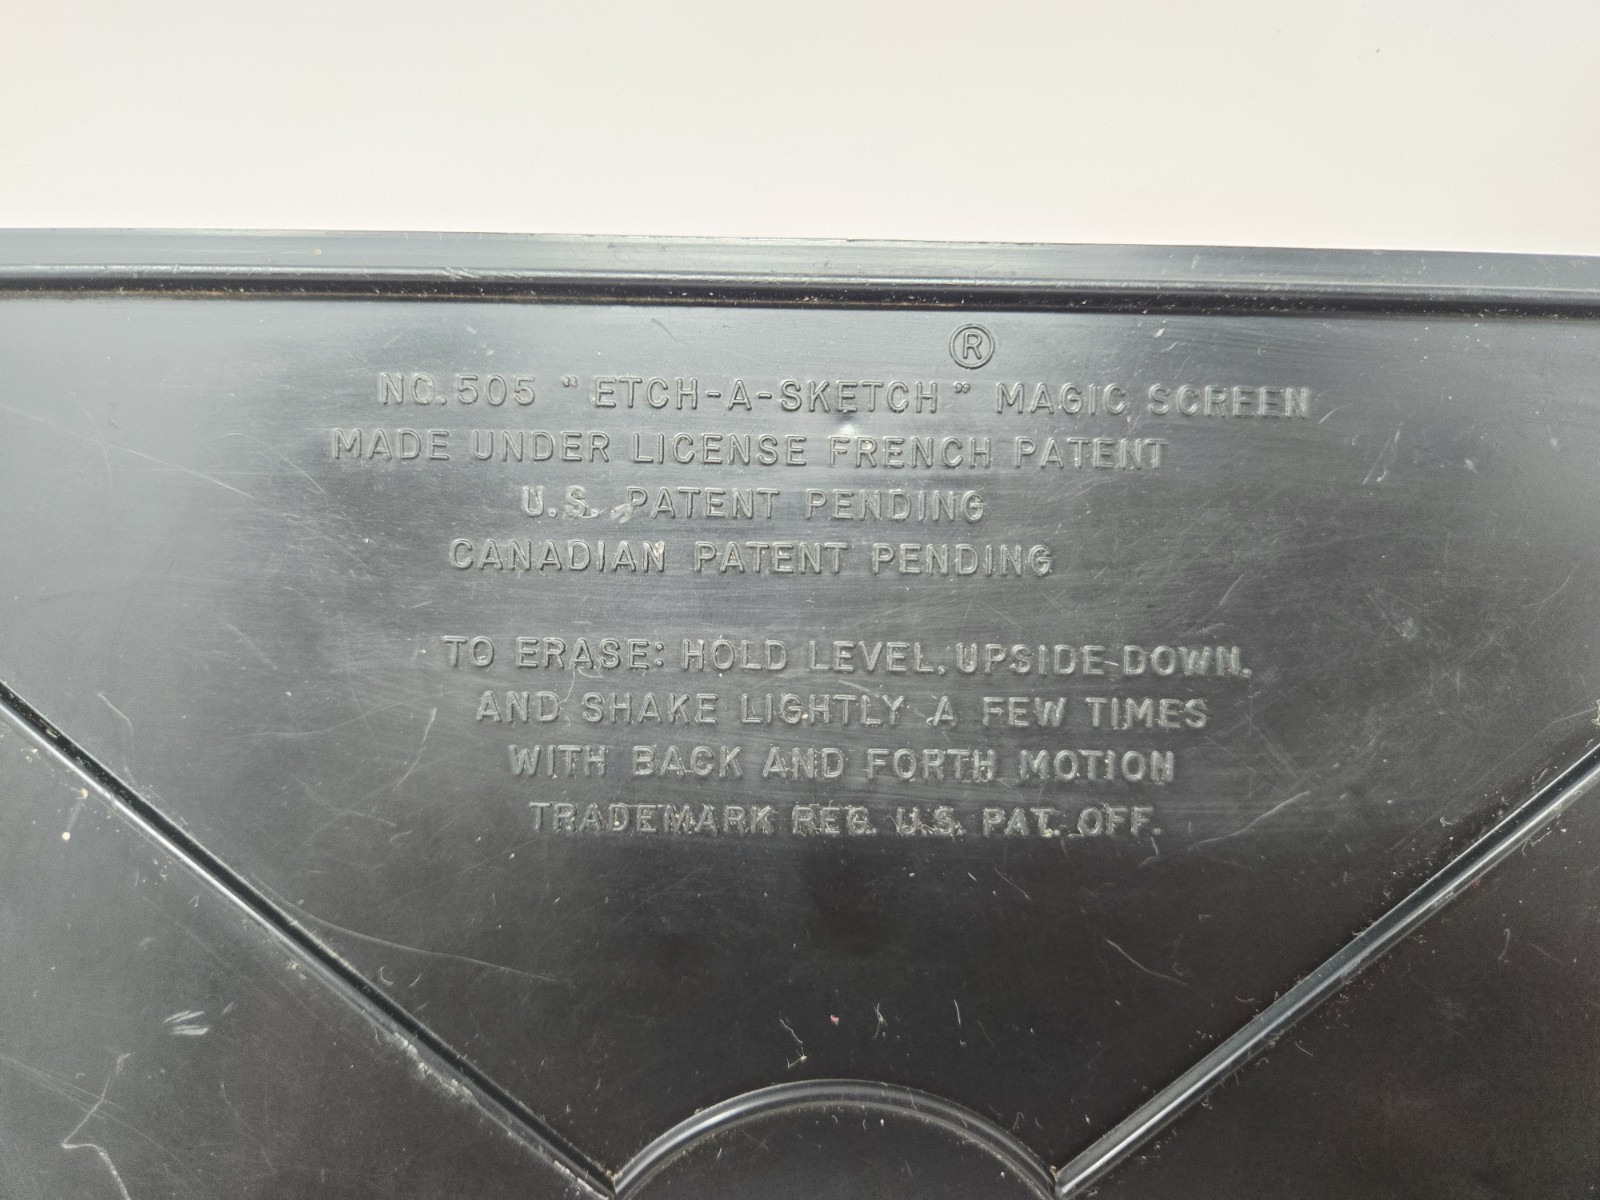 ®
NO. 505 "ETCH-A-SKETCH" MAGIC SCREEN
MADE UNDER LICENSE FRENCH PATENT
U.S. PATENT PENDING
CANADIAN PATENT PENDING
TO ERASE: HOLD LEVEL, UPSIDE DOWN.
AND SHAKE LIGHTLY A FEW TIMES
WITH BACK AND FORTH MOTION
TRADEMARK REG. U.S. PAT. OFF.